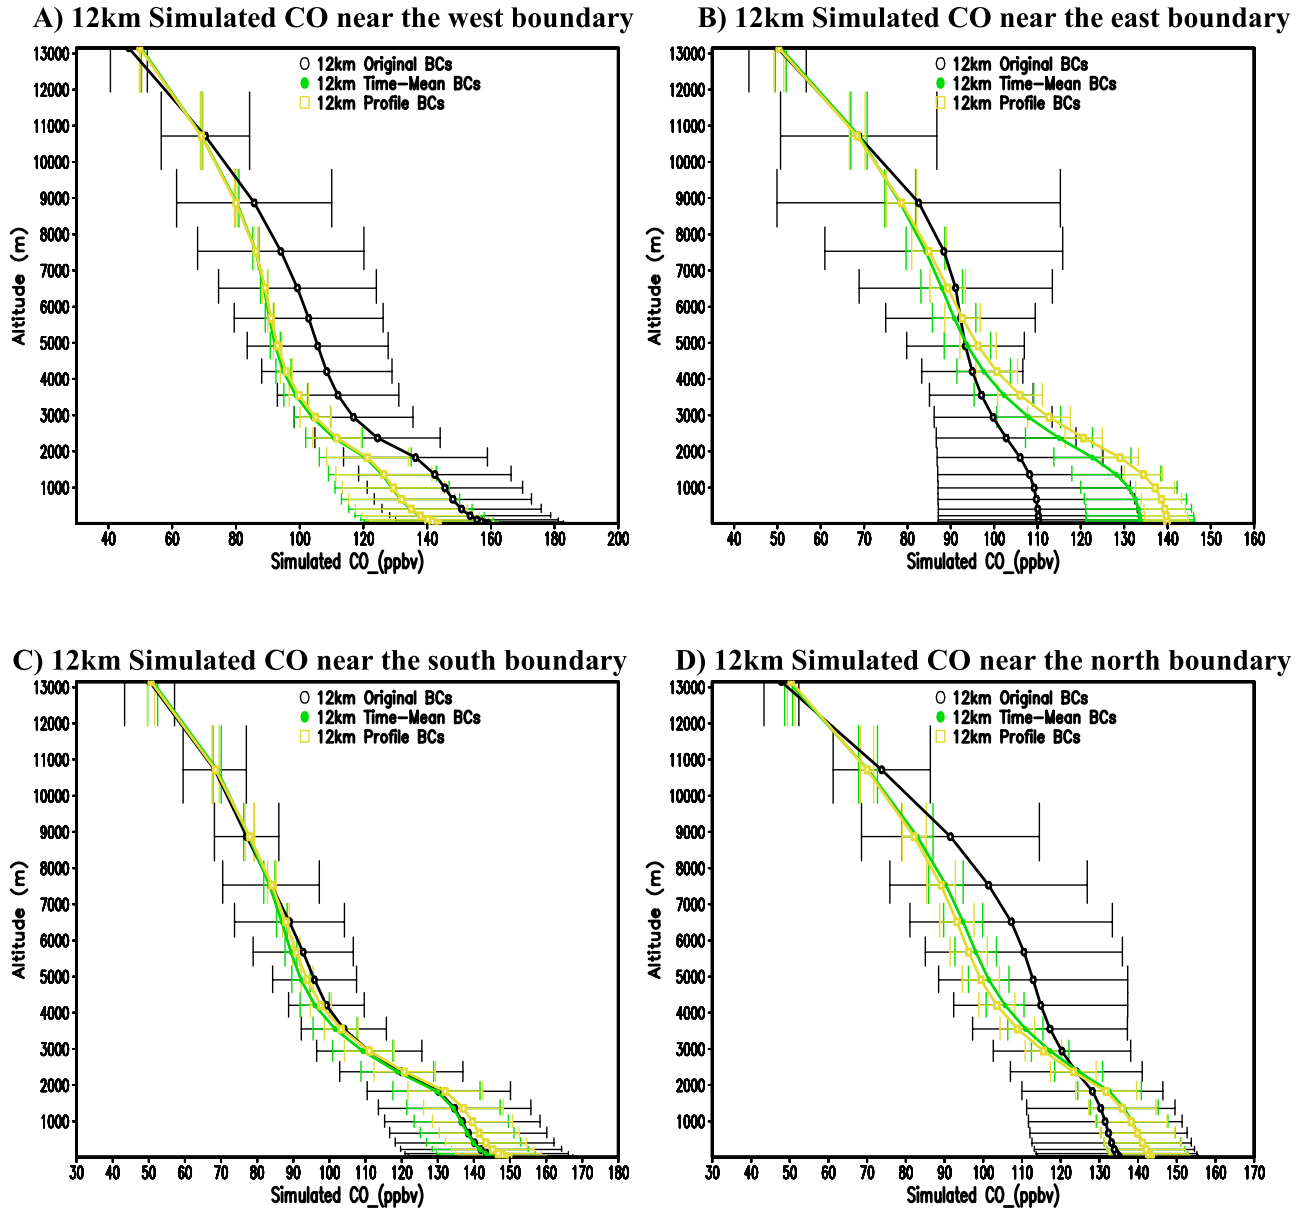 A) 12km Simulated CO near the west boundary
13000
12000
11000
10000
9000
8000
7000
6000
5000
4000
3000
2000
1000
Altitude (m)
12km Original BCs
12km Time-Mean BCs
12km Profile BCs
40 60 80 100 120 140 160 180 200
Simulated CO_(ppbv)
B) 12km Simulated CO near the east boundary
13000
12000
11000
10000
9000
8000
7000
6000
5000
4000
3000
2000
1000
Altitude (m)
12km Original BCs
12km Time-Mean BCs
12km Profile BCs
40 50 60 70 80 90 100 110 120 130 140 150 160
Simulated CO_(ppbv)
C) 12km Simulated CO near the south boundary
13000
12000
11000
10000
9000
8000
7000
6000
5000
4000
3000
2000
1000
Altitude (m)
12km Original BCs
12km Time-Mean BCs
12km Profile BCs
30 40 50 60 70 80 90 100 110 120 130 140 150 160 170 180
Simulated CO_(ppbv)
D) 12km Simulated CO near the north boundary
13000
12000
11000
10000
9000
8000
7000
6000
5000
4000
3000
2000
1000
Altitude (m)
12km Original BCs
12km Time-Mean BCs
12km Profile BCs
30 40 50 60 70 80 90 100 110 120 130 140 150 160 170
Simulated CO_(ppbv)